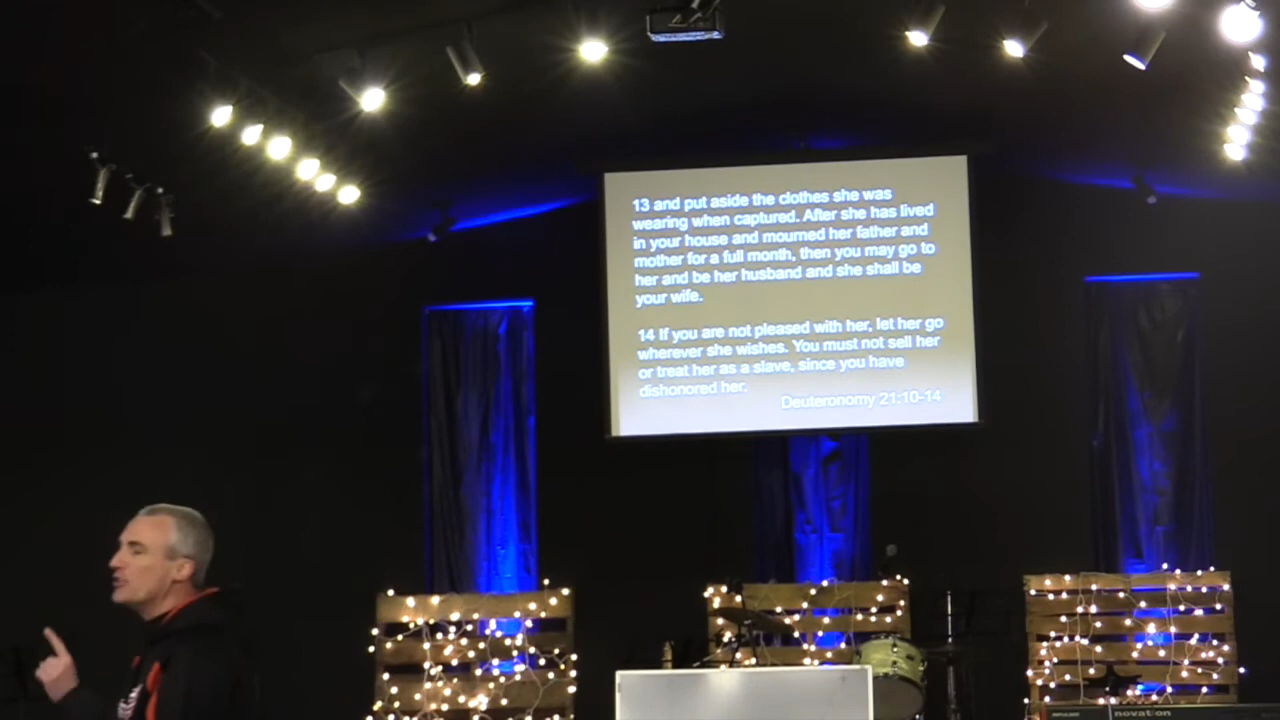 13 and put aside the clothes she was
wearing when captured. After she has lived
in your house and mourned her father and
mother for a full month, then you may go to
her and be her husband and she shall be
your wife.
14 If you are not pleased with her, let her go
wherever she wishes. You must not sell her
or treat her as a slave, since you have
dishonored her.
Deuteronomy 21:10-14
novation